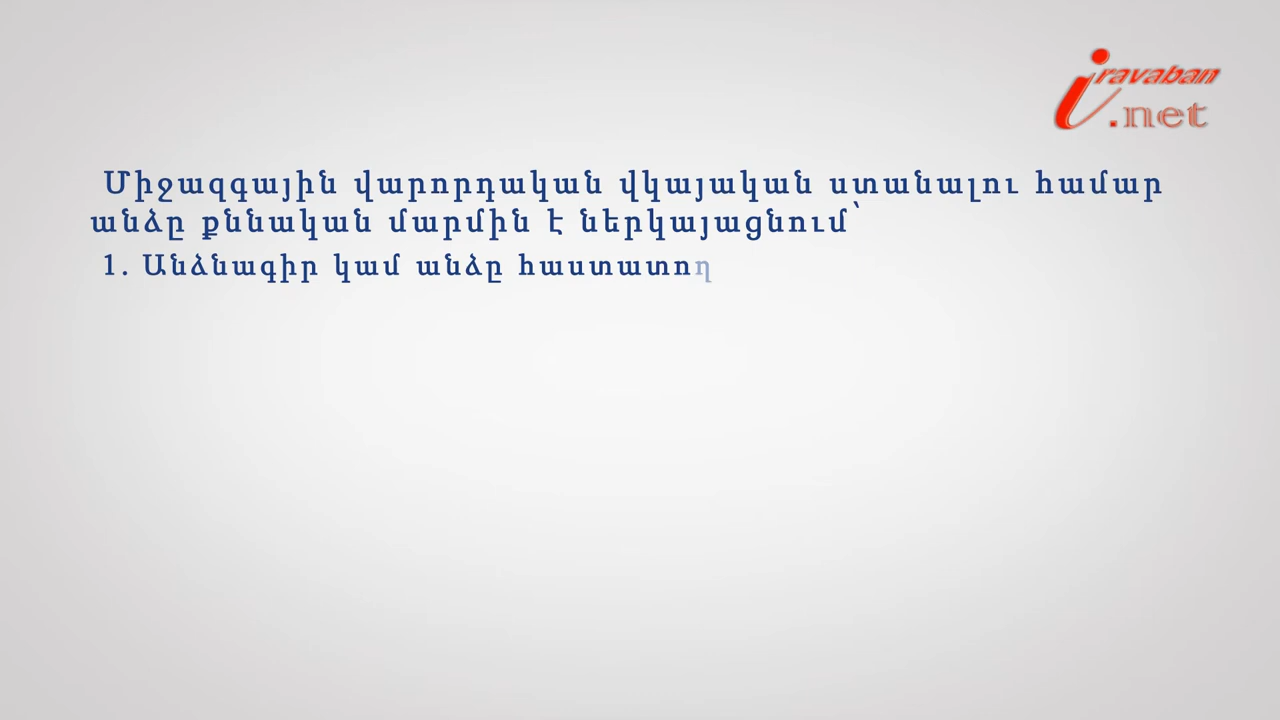 iravaban
.net
Միջազգային վարորդական վկայական ստանալու համար
անձը քննական մարմին է ներկայացնում՝
1. Անձնագիր կամ անձը հաստատող